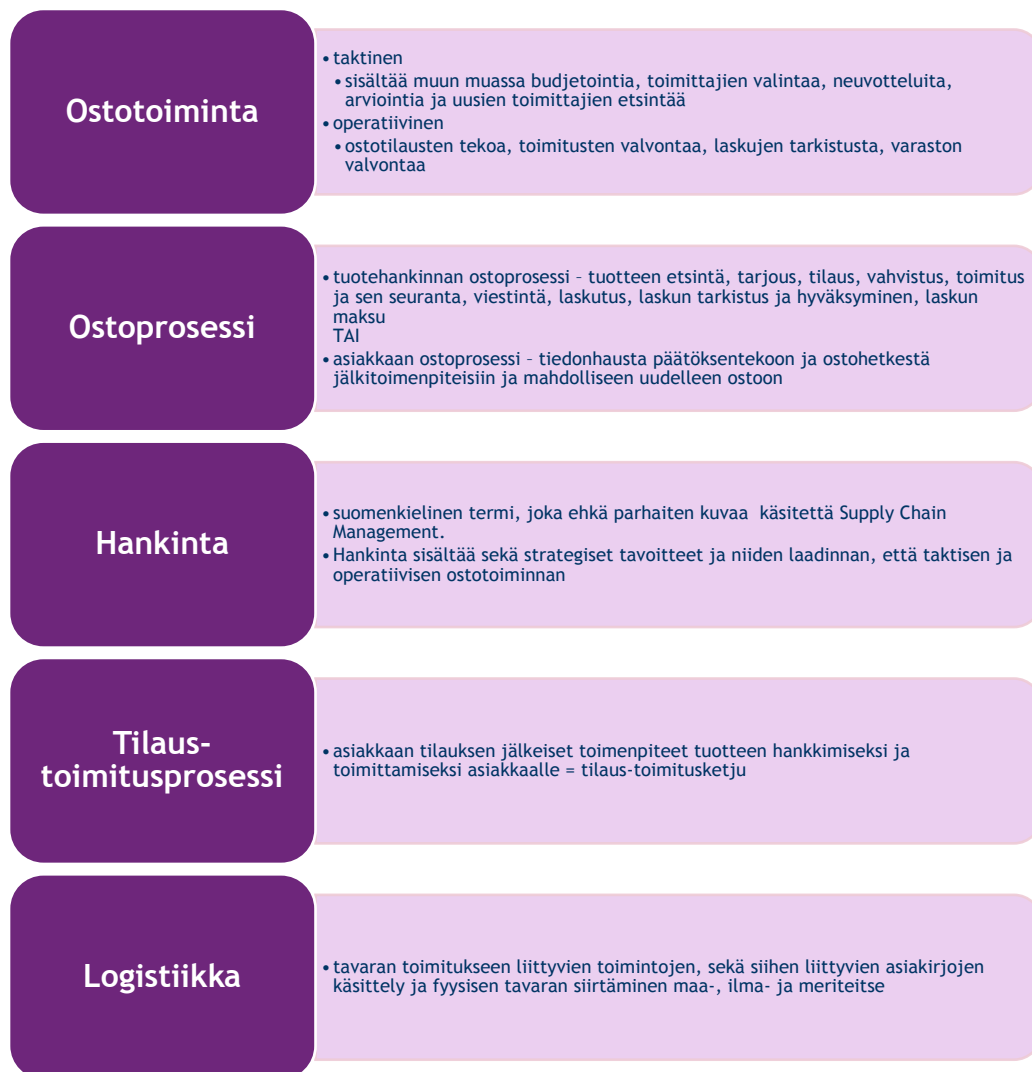 Ostotoiminta
• taktinen
• sisältää muun muassa budjetointia, toimittajien valintaa, neuvotteluita,
arviointia ja uusien toimittajien etsintää
• operatiivinen
• ostotilausten tekoa, toimitusten valvontaa, laskujen tarkistusta, varaston
valvontaa
Ostoprosessi
• tuotehankinnan ostoprosessi – tuotteen etsintä, tarjous, tilaus, vahvistus, toimitus
ja sen seuranta, viestintä, laskutus, laskun tarkistus ja hyväksyminen, laskun
maksu
TAI
• asiakkaan ostoprosessi – tiedonhausta päätöksentekoon ja ostohetkestä
jälkitoimenpiteisiin ja mahdolliseen uudelleen ostoon
Hankinta
• suomenkielinen termi, joka ehkä parhaiten kuvaa käsitettä Supply Chain
Management.
• Hankinta sisältää sekä strategiset tavoitteet ja niiden laadinnan, että taktisen ja
operatiivisen ostotoiminnan
Tilaus-
toimitusprosessi
• asiakkaan tilauksen jälkeiset toimenpiteet tuotteen hankkimiseksi ja
toimittamiseksi asiakkaalle = tilaus-toimitusketju
Logistiikka
• tavaran toimitukseen liittyvien toimintojen, sekä siihen liittyvien asiakirjojen
käsittely ja fyysisen tavaran siirtäminen maa-, ilma- ja meriteitse